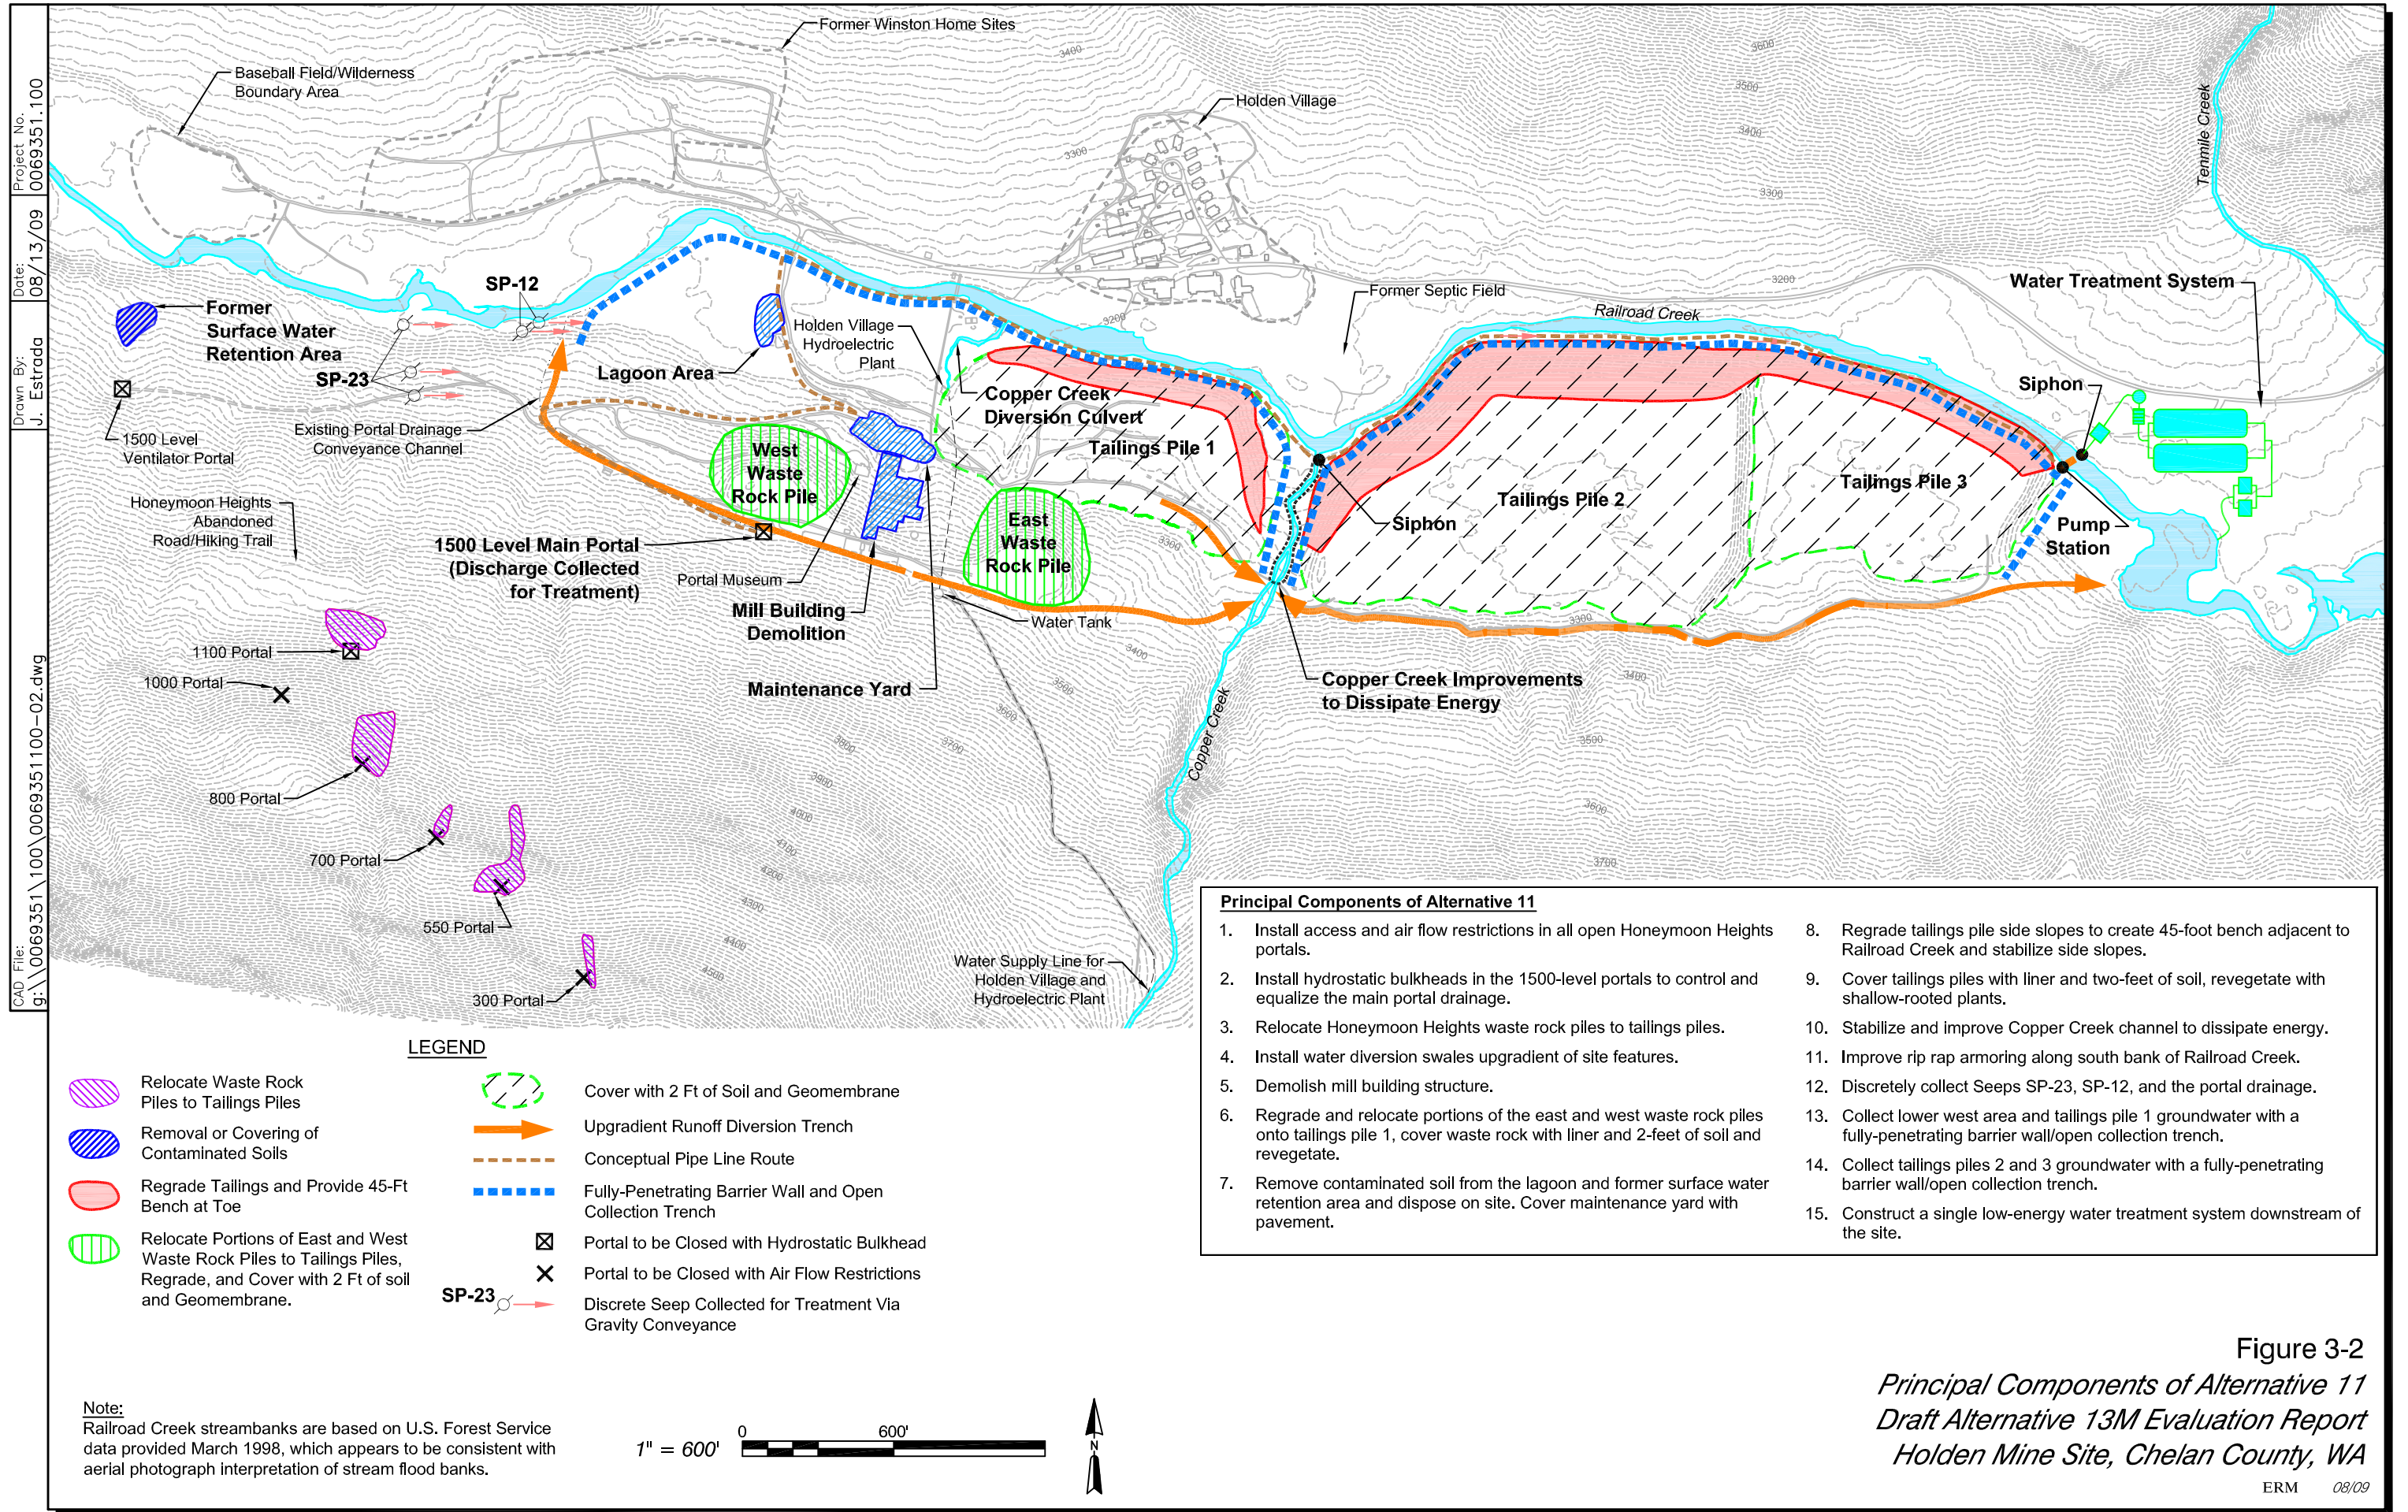 Project No.
0069351.100
Date:
08/13/09
Drawn By:
J. Estrada
CAD File:
g:\\0069351\100\0069351100-02.dwg
Former Winston Home Sites
Baseball Field/Wilderness
Boundary Area
Holden Village
Tenmile Creek
3400
3300
3200
3600
3500
3400
3300
3200
SP-12
Former
Surface Water
Retention Area
SP-23
Lagoon Area
Holden Village
Hydroelectric
Plant
Former Septic Field
Railroad Creek
Water Treatment System
Siphon
1500 Level
Ventilator Portal
Existing Portal Drainage
Conveyance Channel
Copper Creek
Diversion Culvert
Tailings Pile 1
Tailings Pile 2
Tailings Pile 3
West
Waste
Rock Pile
East
Waste
Rock Pile
Siphon
Pump
Station
Honeymoon Heights
Abandoned
Road/Hiking Trail
1500 Level Main Portal
(Discharge Collected
for Treatment)
Portal Museum
Mill Building
Demolition
Water Tank
Maintenance Yard
Copper Creek Improvements
to Dissipate Energy
Copper Creek
3300
3300
3400
3500
3600
3700
3800
3900
4000
4100
4200
4300
4400
4500
3400
3500
3600
3700
1100 Portal
1000 Portal
800 Portal
700 Portal
550 Portal
300 Portal
Water Supply Line for
Holden Village and
Hydroelectric Plant
Principal Components of Alternative 11
1. Install access and air flow restrictions in all open Honeymoon Heights
portals.
2. Install hydrostatic bulkheads in the 1500-level portals to control and
equalize the main portal drainage.
3. Relocate Honeymoon Heights waste rock piles to tailings piles.
4. Install water diversion swales upgradient of site features.
5. Demolish mill building structure.
6. Regrade and relocate portions of the east and west waste rock piles
onto tailings pile 1, cover waste rock with liner and 2-feet of soil and
revegetate.
7. Remove contaminated soil from the lagoon and former surface water
retention area and dispose on site. Cover maintenance yard with
pavement.
8. Regrade tailings pile side slopes to create 45-foot bench adjacent to
Railroad Creek and stabilize side slopes.
9. Cover tailings piles with liner and two-feet of soil, revegetate with
shallow-rooted plants.
10. Stabilize and improve Copper Creek channel to dissipate energy.
11. Improve rip rap armoring along south bank of Railroad Creek.
12. Discretely collect Seeps SP-23, SP-12, and the portal drainage.
13. Collect lower west area and tailings pile 1 groundwater with a
fully-penetrating barrier wall/open collection trench.
14. Collect tailings piles 2 and 3 groundwater with a fully-penetrating
barrier wall/open collection trench.
15. Construct a single low-energy water treatment system downstream of
the site.
LEGEND
Relocate Waste Rock
Piles to Tailings Piles
Removal or Covering of
Contaminated Soils
Regrade Tailings and Provide 45-Ft
Bench at Toe
Relocate Portions of East and West
Waste Rock Piles to Tailings Piles,
Regrade, and Cover with 2 Ft of soil
and Geomembrane.
Cover with 2 Ft of Soil and Geomembrane
Upgradient Runoff Diversion Trench
Conceptual Pipe Line Route
Fully-Penetrating Barrier Wall and Open
Collection Trench
Portal to be Closed with Hydrostatic Bulkhead
Portal to be Closed with Air Flow Restrictions
SP-23
Discrete Seep Collected for Treatment Via
Gravity Conveyance
Note:
Railroad Creek streambanks are based on U.S. Forest Service
data provided March 1998, which appears to be consistent with
aerial photograph interpretation of stream flood banks.
1" = 600'
0 600'
N
Figure 3-2
Principal Components of Alternative 11
Draft Alternative 13M Evaluation Report
Holden Mine Site, Chelan County, WA
ERM 08/09